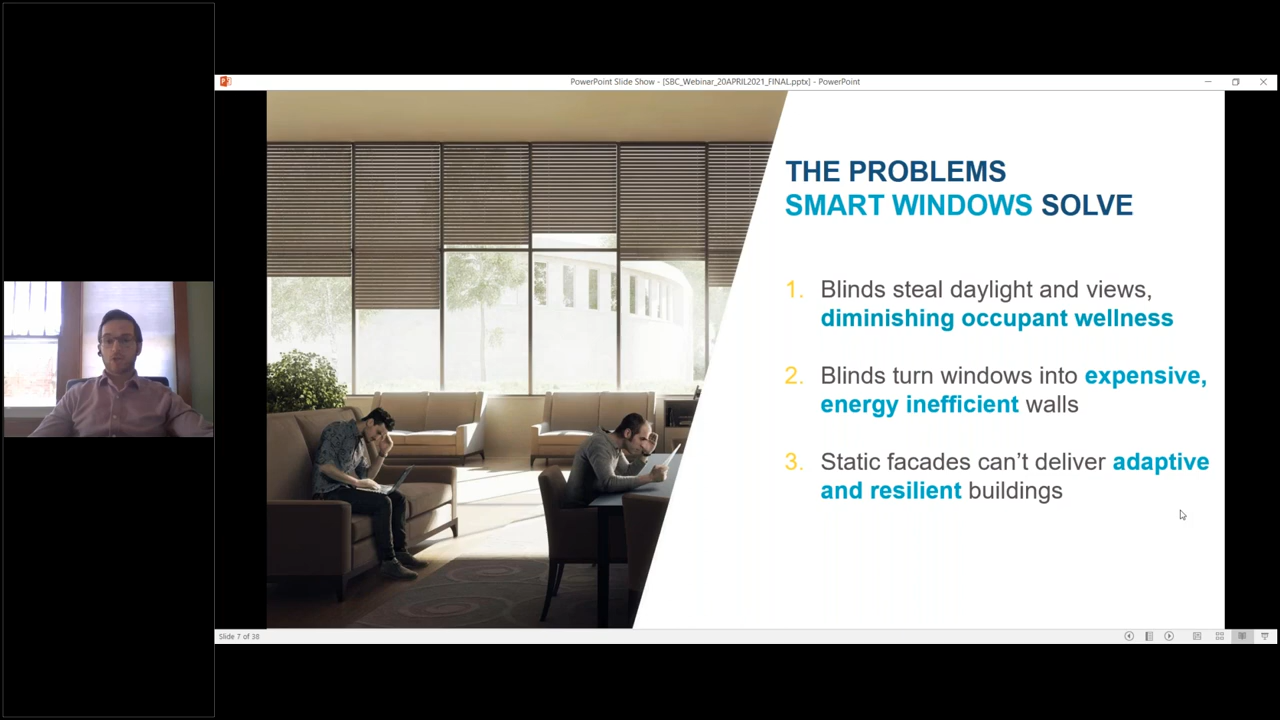 PowerPoint Slide Show - [SBC_Webinar_20APRIL2021_FINAL.pptx] - PowerPoint
THE PROBLEMS
SMART WINDOWS SOLVE
1. Blinds steal daylight and views,
diminishing occupant wellness
2. Blinds turn windows into expensive,
energy inefficient walls
3. Static facades can’t deliver adaptive
and resilient buildings
Slide 7 of 38